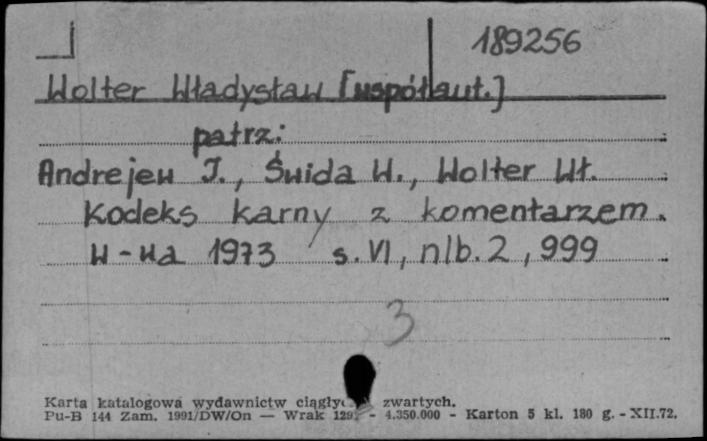 189256
Wolter Władysław [współaut.]
patrz:
Andrejew I., Świda W., Wolter Wł.
Kodeks karny z komentarzem.
W-wa 1973 s. VI, nlb. 2, 999
3
Karta katalogowa wydawnictw zwartych.
Pu-B 144 Zam. 1991/DW/On — Wrak - 4.350.000 - Karton 5 kl. 180 g. - XII.72.